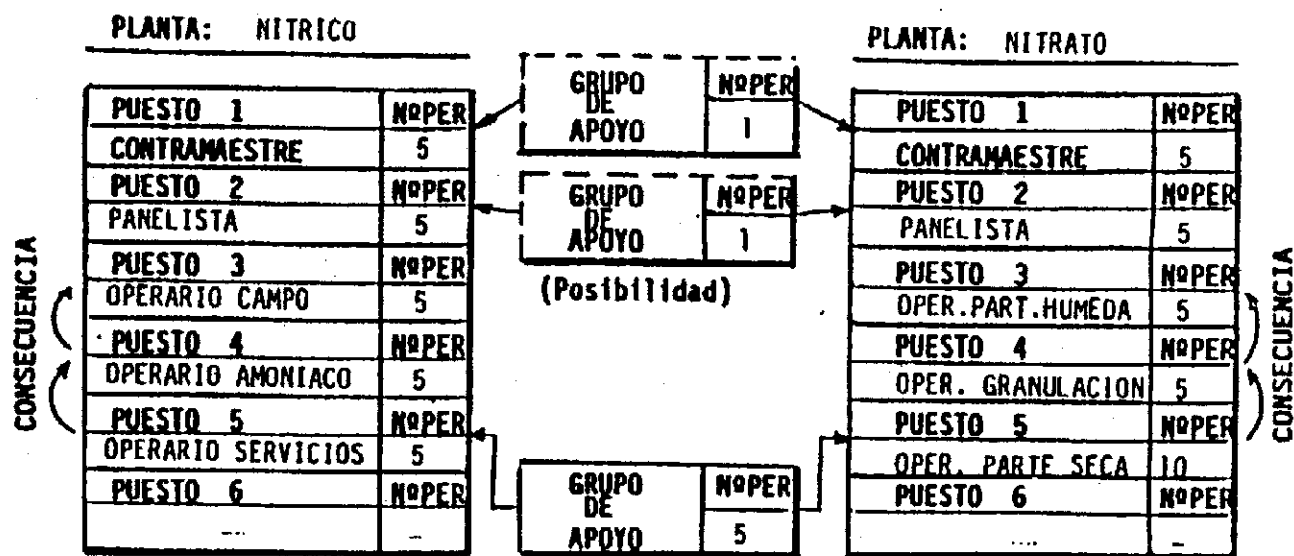 PLANTA: NITRICO
PUESTO 1 NºPER
CONTRAMAESTRE 5
PUESTO 2 NºPER
PANELISTA 5
PUESTO 3 NºPER
OPERARIO CAMPO 5
PUESTO 4 NºPER
OPERARIO AMONIACO 5
PUESTO 5 NºPER
OPERARIO SERVICIOS 5
PUESTO 6 NºPER
.... –
CONSECUENCIA
GRUPO NºPER
DE
APOYO 1
GRUPO NºPER
DE
APOYO 1
(Posibilidad)
GRUPO NºPER
DE
APOYO 5
PLANTA: NITRATO
PUESTO 1 NºPER
CONTRAMAESTRE 5
PUESTO 2 NºPER
PANELISTA 5
PUESTO 3 NºPER
OPER.PART.HUMEDA 5
PUESTO 4 NºPER
OPER. GRANULACION 5
PUESTO 5 NºPER
OPER. PARTE SECA 10
PUESTO 6 NºPER
.... –
CONSECUENCIA